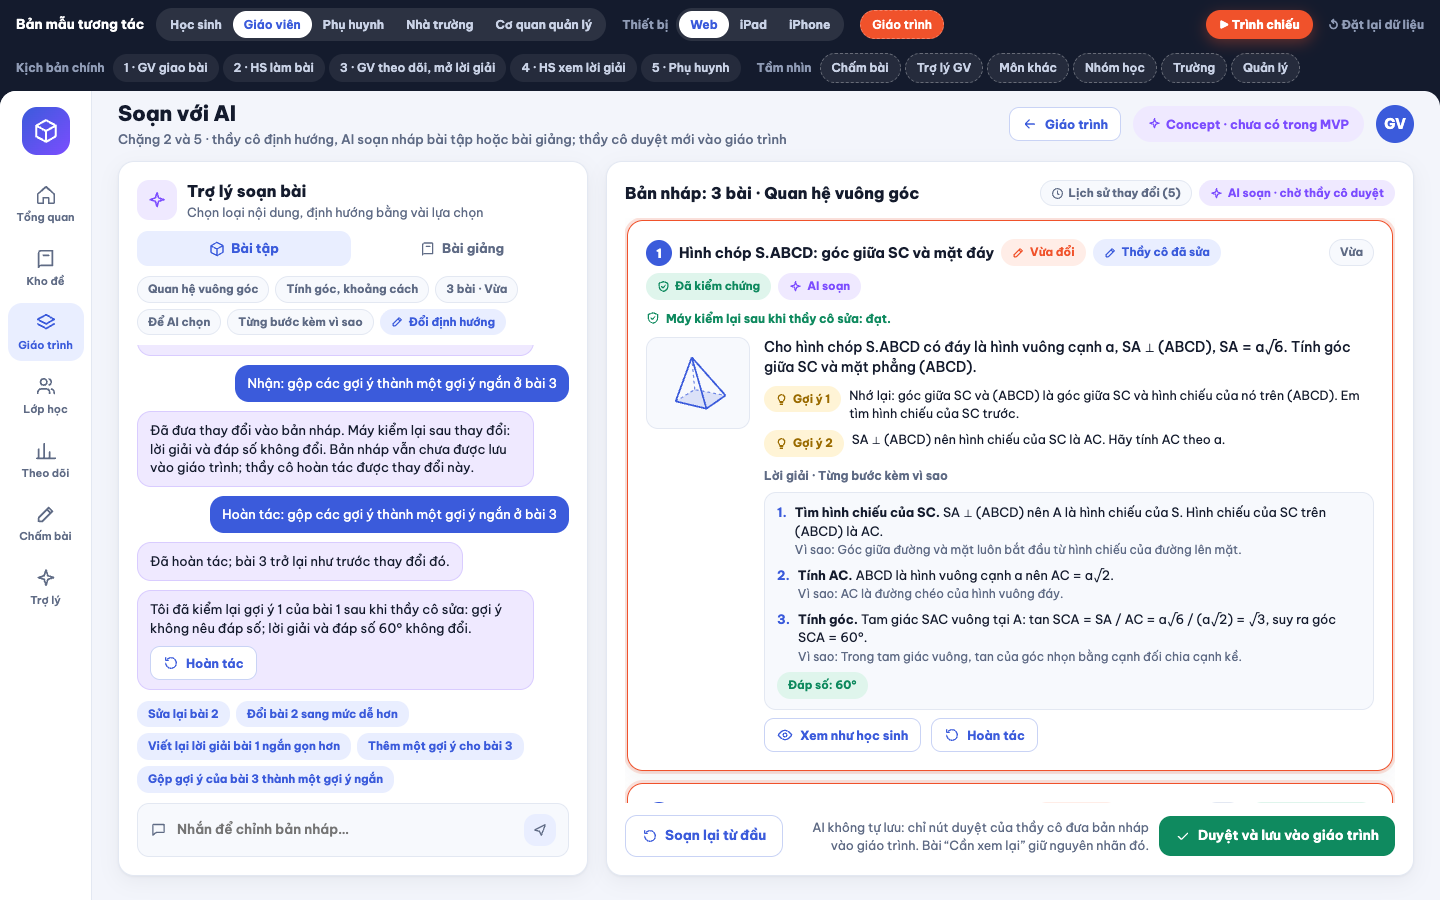 Bản mẫu tương tác Học sinh Giáo viên Phụ huynh Nhà trường Cơ quan quản lý Thiết bị Web iPad iPhone Giáo trình Trình chiếu Đặt lại dữ liệu
Kịch bản chính 1 · GV giao bài 2 · HS làm bài 3 · GV theo dõi, mở lời giải 4 · HS xem lời giải 5 · Phụ huynh Tầm nhìn Chấm bài Trợ lý GV Môn khác Nhóm học Trường Quản lý
Tổng quan
Kho đề
Giáo trình
Lớp học
Theo dõi
Chấm bài
Trợ lý
Soạn với AI
Chặng 2 và 5 · thầy cô định hướng, AI soạn nháp bài tập hoặc bài giảng; thầy cô duyệt mới vào giáo trình
Giáo trình
Concept · chưa có trong MVP
GV
Trợ lý soạn bài
Chọn loại nội dung, định hướng bằng vài lựa chọn
Bài tập Bài giảng
Quan hệ vuông góc Tính góc, khoảng cách 3 bài · Vừa
Để AI chọn Từng bước kèm vì sao Đổi định hướng
Nhận: gộp các gợi ý thành một gợi ý ngắn ở bài 3
Đã đưa thay đổi vào bản nháp. Máy kiểm lại sau thay đổi:
lời giải và đáp số không đổi. Bản nháp vẫn chưa được lưu
vào giáo trình; thầy cô hoàn tác được thay đổi này.
Hoàn tác: gộp các gợi ý thành một gợi ý ngắn ở bài 3
Đã hoàn tác; bài 3 trở lại như trước thay đổi đó.
Tôi đã kiểm lại gợi ý 1 của bài 1 sau khi thầy cô sửa: gợi ý
không nêu đáp số; lời giải và đáp số 60° không đổi.
Hoàn tác
Sửa lại bài 2 Đổi bài 2 sang mức dễ hơn
Viết lại lời giải bài 1 ngắn gọn hơn Thêm một gợi ý cho bài 3
Gộp gợi ý của bài 3 thành một gợi ý ngắn
Nhắn để chỉnh bản nháp...
Bản nháp: 3 bài · Quan hệ vuông góc Lịch sử thay đổi (5) AI soạn · chờ thầy cô duyệt
1 Hình chóp S.ABCD: góc giữa SC và mặt đáy Vừa đổi Thầy cô đã sửa Vừa
Đã kiểm chứng AI soạn
Máy kiểm lại sau khi thầy cô sửa: đạt.
Cho hình chóp S.ABCD có đáy là hình vuông cạnh a, SA ⊥ (ABCD), SA = a√6. Tính góc
giữa SC và mặt phẳng (ABCD).
Gợi ý 1 Nhớ lại: góc giữa SC và (ABCD) là góc giữa SC và hình chiếu của nó trên (ABCD). Em
tìm hình chiếu của SC trước.
Gợi ý 2 SA ⊥ (ABCD) nên hình chiếu của SC là AC. Hãy tính AC theo a.
Lời giải · Từng bước kèm vì sao
1. Tìm hình chiếu của SC. SA ⊥ (ABCD) nên A là hình chiếu của S. Hình chiếu của SC trên
(ABCD) là AC.
Vì sao: Góc giữa đường và mặt luôn bắt đầu từ hình chiếu của đường lên mặt.
2. Tính AC. ABCD là hình vuông cạnh a nên AC = a√2.
Vì sao: AC là đường chéo của hình vuông đáy.
3. Tính góc. Tam giác SAC vuông tại A: tan SCA = SA / AC = a√6 / (a√2) = √3, suy ra góc
SCA = 60°.
Vì sao: Trong tam giác vuông, tan của góc nhọn bằng cạnh đối chia cạnh kề.
Đáp số: 60°
Xem như học sinh Hoàn tác
Soạn lại từ đầu
AI không tự lưu: chỉ nút duyệt của thầy cô đưa bản nháp
vào giáo trình. Bài “Cần xem lại” giữ nguyên nhãn đó.
Duyệt và lưu vào giáo trình